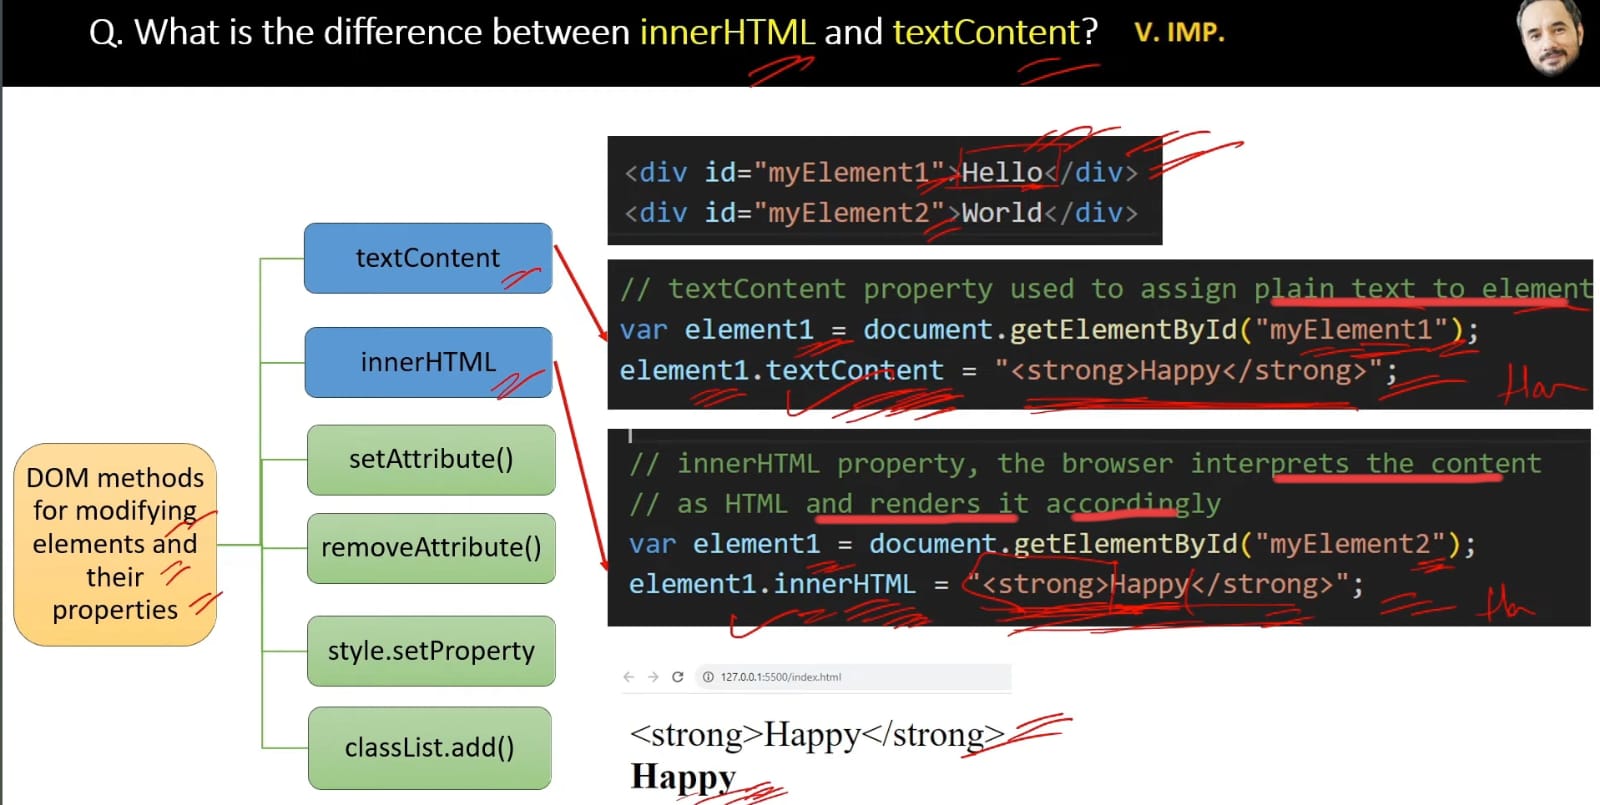 Q. What is the difference between innerHTML and textContent? V. IMP.
<div id="myElement1">Hello</div>
<div id="myElement2">World</div>
textContent
innerHTML
setAttribute()
removeAttribute()
style.setProperty
classList.add()
DOM methods
for modifying
elements and
their
properties
// textContent property used to assign plain text to element
var element1 = document.getElementById("myElement1");
element1.textContent = "<strong>Happy</strong>";
// innerHTML property, the browser interprets the content
// as HTML and renders it accordingly
var element1 = document.getElementById("myElement2");
element1.innerHTML = "<strong>Happy</strong>";
127.0.0.1:5500/index.html
<strong>Happy</strong>
Happy